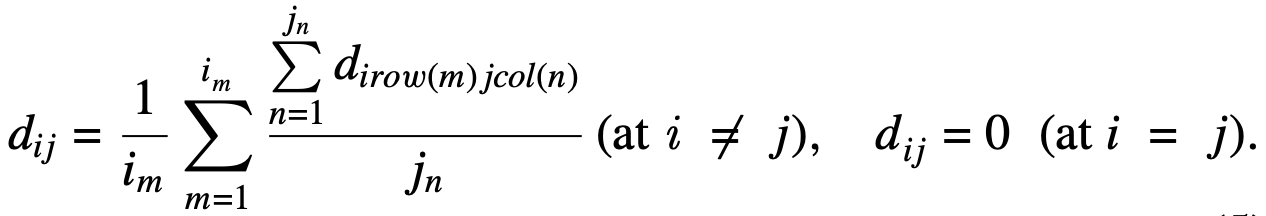 d_{ij} = \frac{1}{i_m} \sum_{m=1}^{i_m} \frac{\sum_{n=1}^{j_n} d_{irow(m)jcol(n)}}{j_n} (at i ≠ j), d_{ij} = 0 (at i = j).